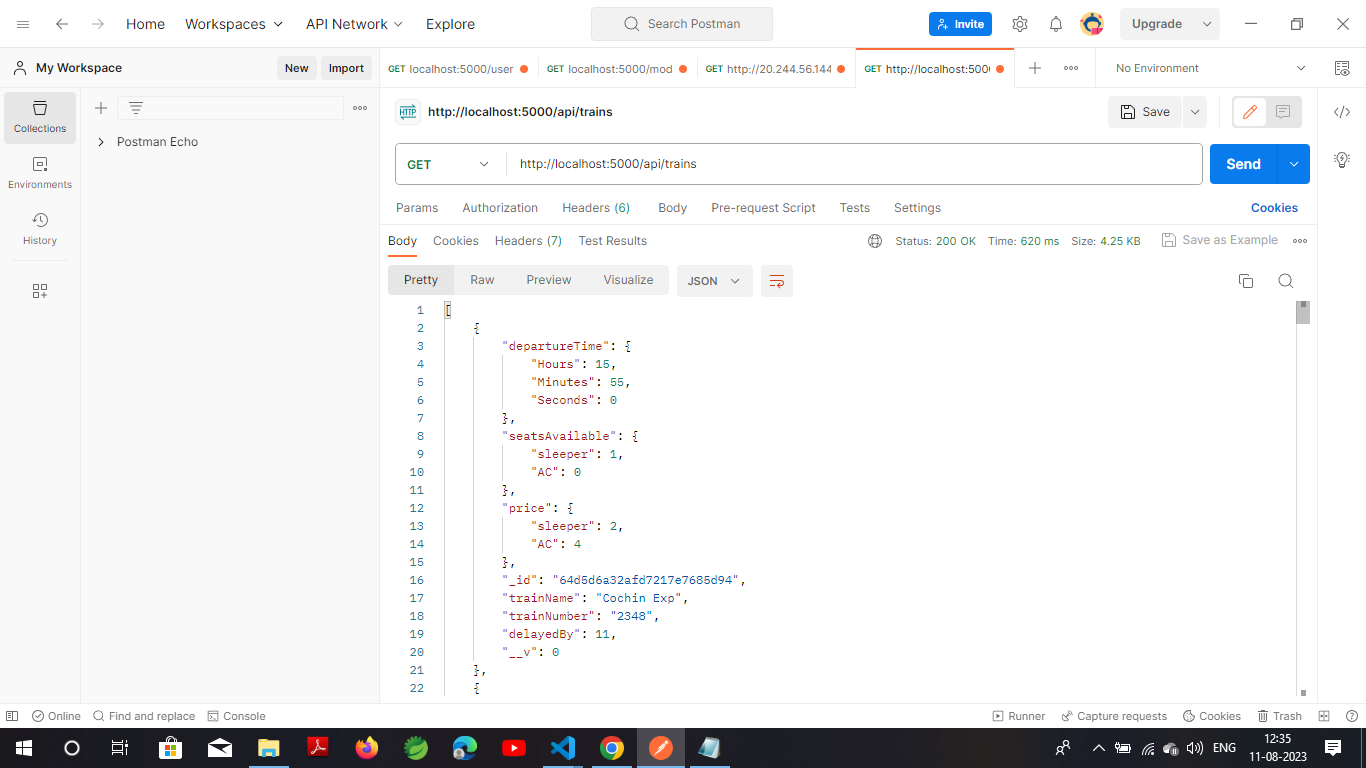 Home Workspaces API Network Explore Search Postman Invite Upgrade
My Workspace New Import GET localhost:5000/user GET localhost:5000/mod GET http://20.244.56.144 GET http://localhost:500 No Environment
Collections
Environments
History
Postman Echo
HTTP http://localhost:5000/api/trains Save
GET http://localhost:5000/api/trains Send
Params Authorization Headers (6) Body Pre-request Script Tests Settings Cookies
Body Cookies Headers (7) Test Results Status: 200 OK Time: 620 ms Size: 4.25 KB Save as Example
Pretty Raw Preview Visualize JSON
1 [
2 {
3 "departureTime": {
4 "Hours": 15,
5 "Minutes": 55,
6 "Seconds": 0
7 },
8 "seatsAvailable": {
9 "sleeper": 1,
10 "AC": 0
11 },
12 "price": {
13 "sleeper": 2,
14 "AC": 4
15 },
16 "_id": "64d5d6a32afd7217e7685d94",
17 "trainName": "Cochin Exp",
18 "trainNumber": "2348",
19 "delayedBy": 11,
20 "__v": 0
21 },
22 {
Online Find and replace Console Runner Capture requests Cookies Trash
ENG 12:35
11-08-2023